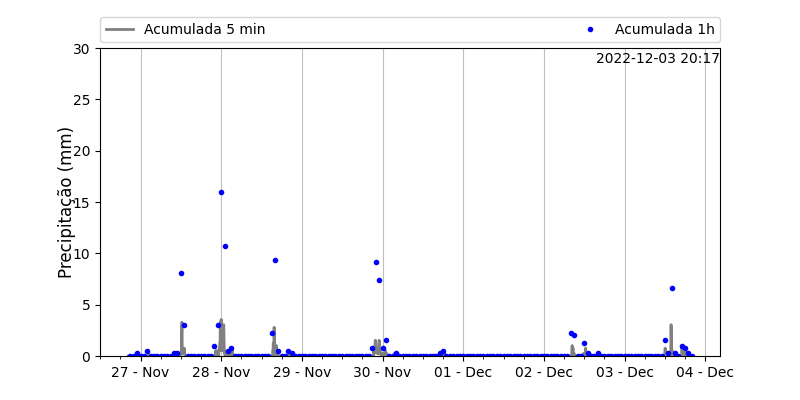 Acumulada 5 min
Acumulada 1h
2022-12-03 20:17
Precipitação (mm)
30
25
20
15
10
5
0
27 - Nov 28 - Nov 29 - Nov 30 - Nov 01 - Dec 02 - Dec 03 - Dec 04 - Dec